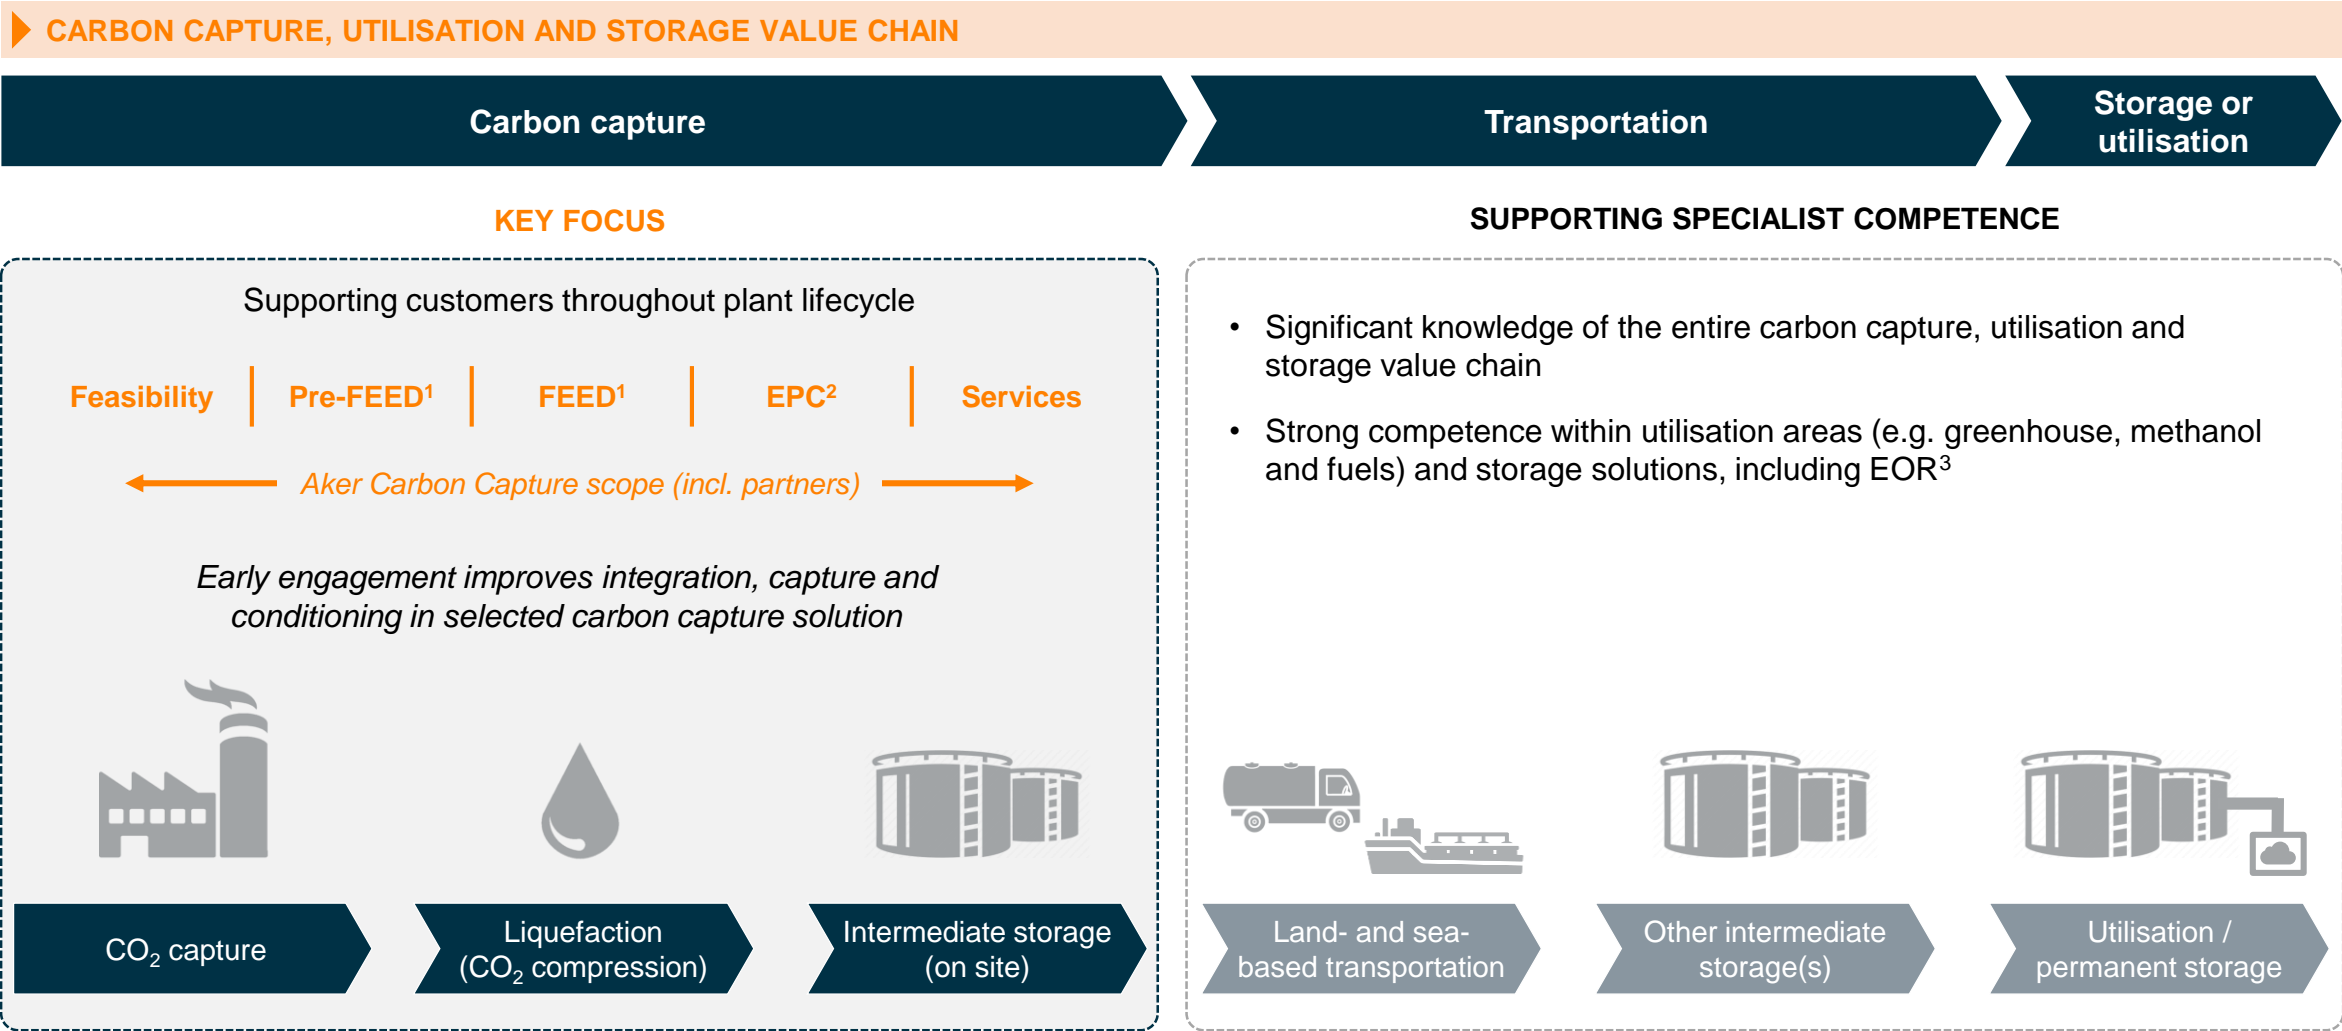 CARBON CAPTURE, UTILISATION AND STORAGE VALUE CHAIN
Carbon capture
Transportation
Storage or
utilisation
KEY FOCUS
Supporting customers throughout plant lifecycle
Feasibility
Pre-FEED¹
FEED¹
EPC²
Services
Aker Carbon Capture scope (incl. partners)
Early engagement improves integration, capture and
conditioning in selected carbon capture solution
CO₂ capture
Liquefaction
(CO₂ compression)
Intermediate storage
(on site)
SUPPORTING SPECIALIST COMPETENCE
• Significant knowledge of the entire carbon capture, utilisation and
storage value chain
• Strong competence within utilisation areas (e.g. greenhouse, methanol
and fuels) and storage solutions, including EOR³
Land- and sea-
based transportation
Other intermediate
storage(s)
Utilisation /
permanent storage